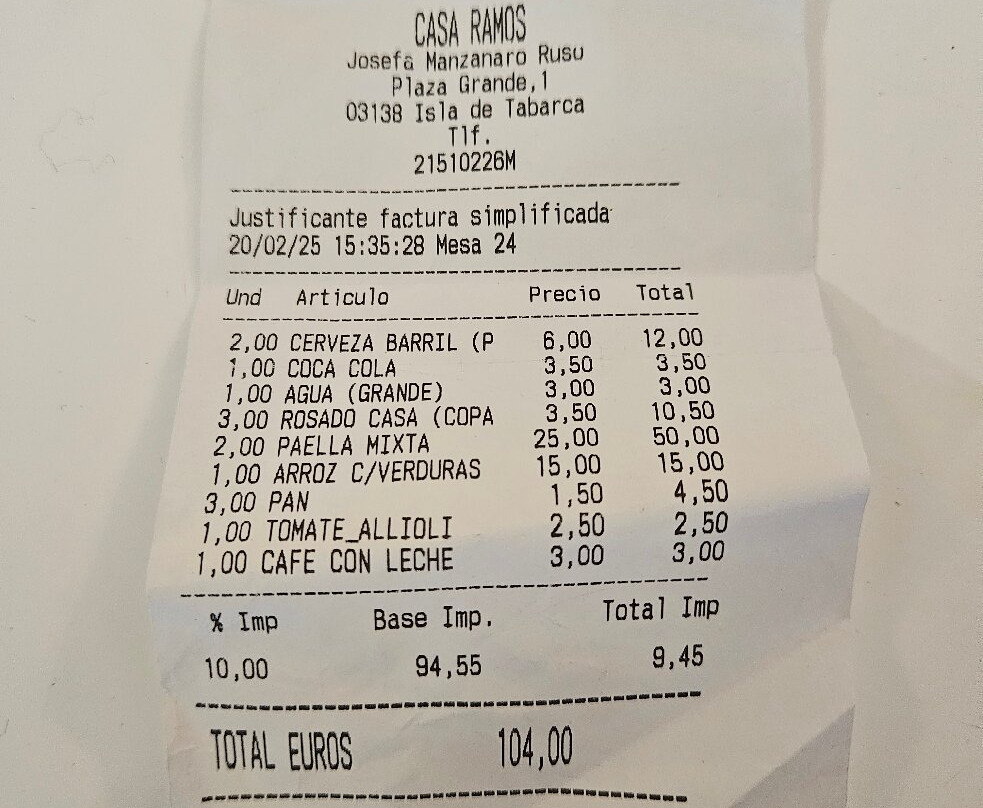 CASA RAMOS
Josefa Manzanaro Rusu
Plaza Grande,1
03138 Isla de Tabarca
Tlf.
21510226M
Justificante factura simplificada
20/02/25 15:35:28 Mesa 24
Und Articulo Precio Total
2,00 CERVEZA BARRIL (P 6,00 12,00
1,00 COCA COLA 3,50 3,50
1,00 AGUA (GRANDE) 3,00 3,00
3,00 ROSADO CASA (COPA 3,50 10,50
2,00 PAELLA MIXTA 25,00 50,00
1,00 ARROZ C/VERDURAS 15,00 15,00
3,00 PAN 1,50 4,50
1,00 TOMATE_ALLIOLI 2,50 2,50
1,00 CAFE CON LECHE 3,00 3,00
% Imp Base Imp. Total Imp
10,00 94,55 9,45
TOTAL EUROS 104,00